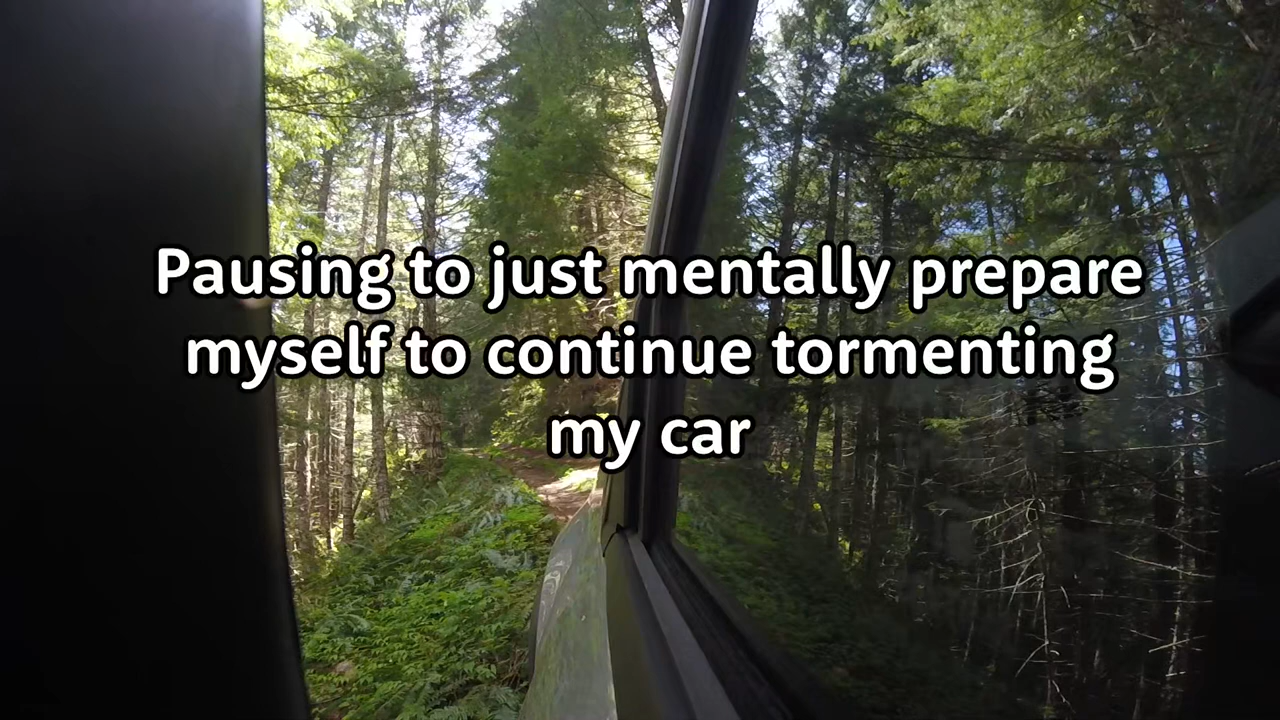 Pausing to just mentally prepare
myself to continue tormenting
my car